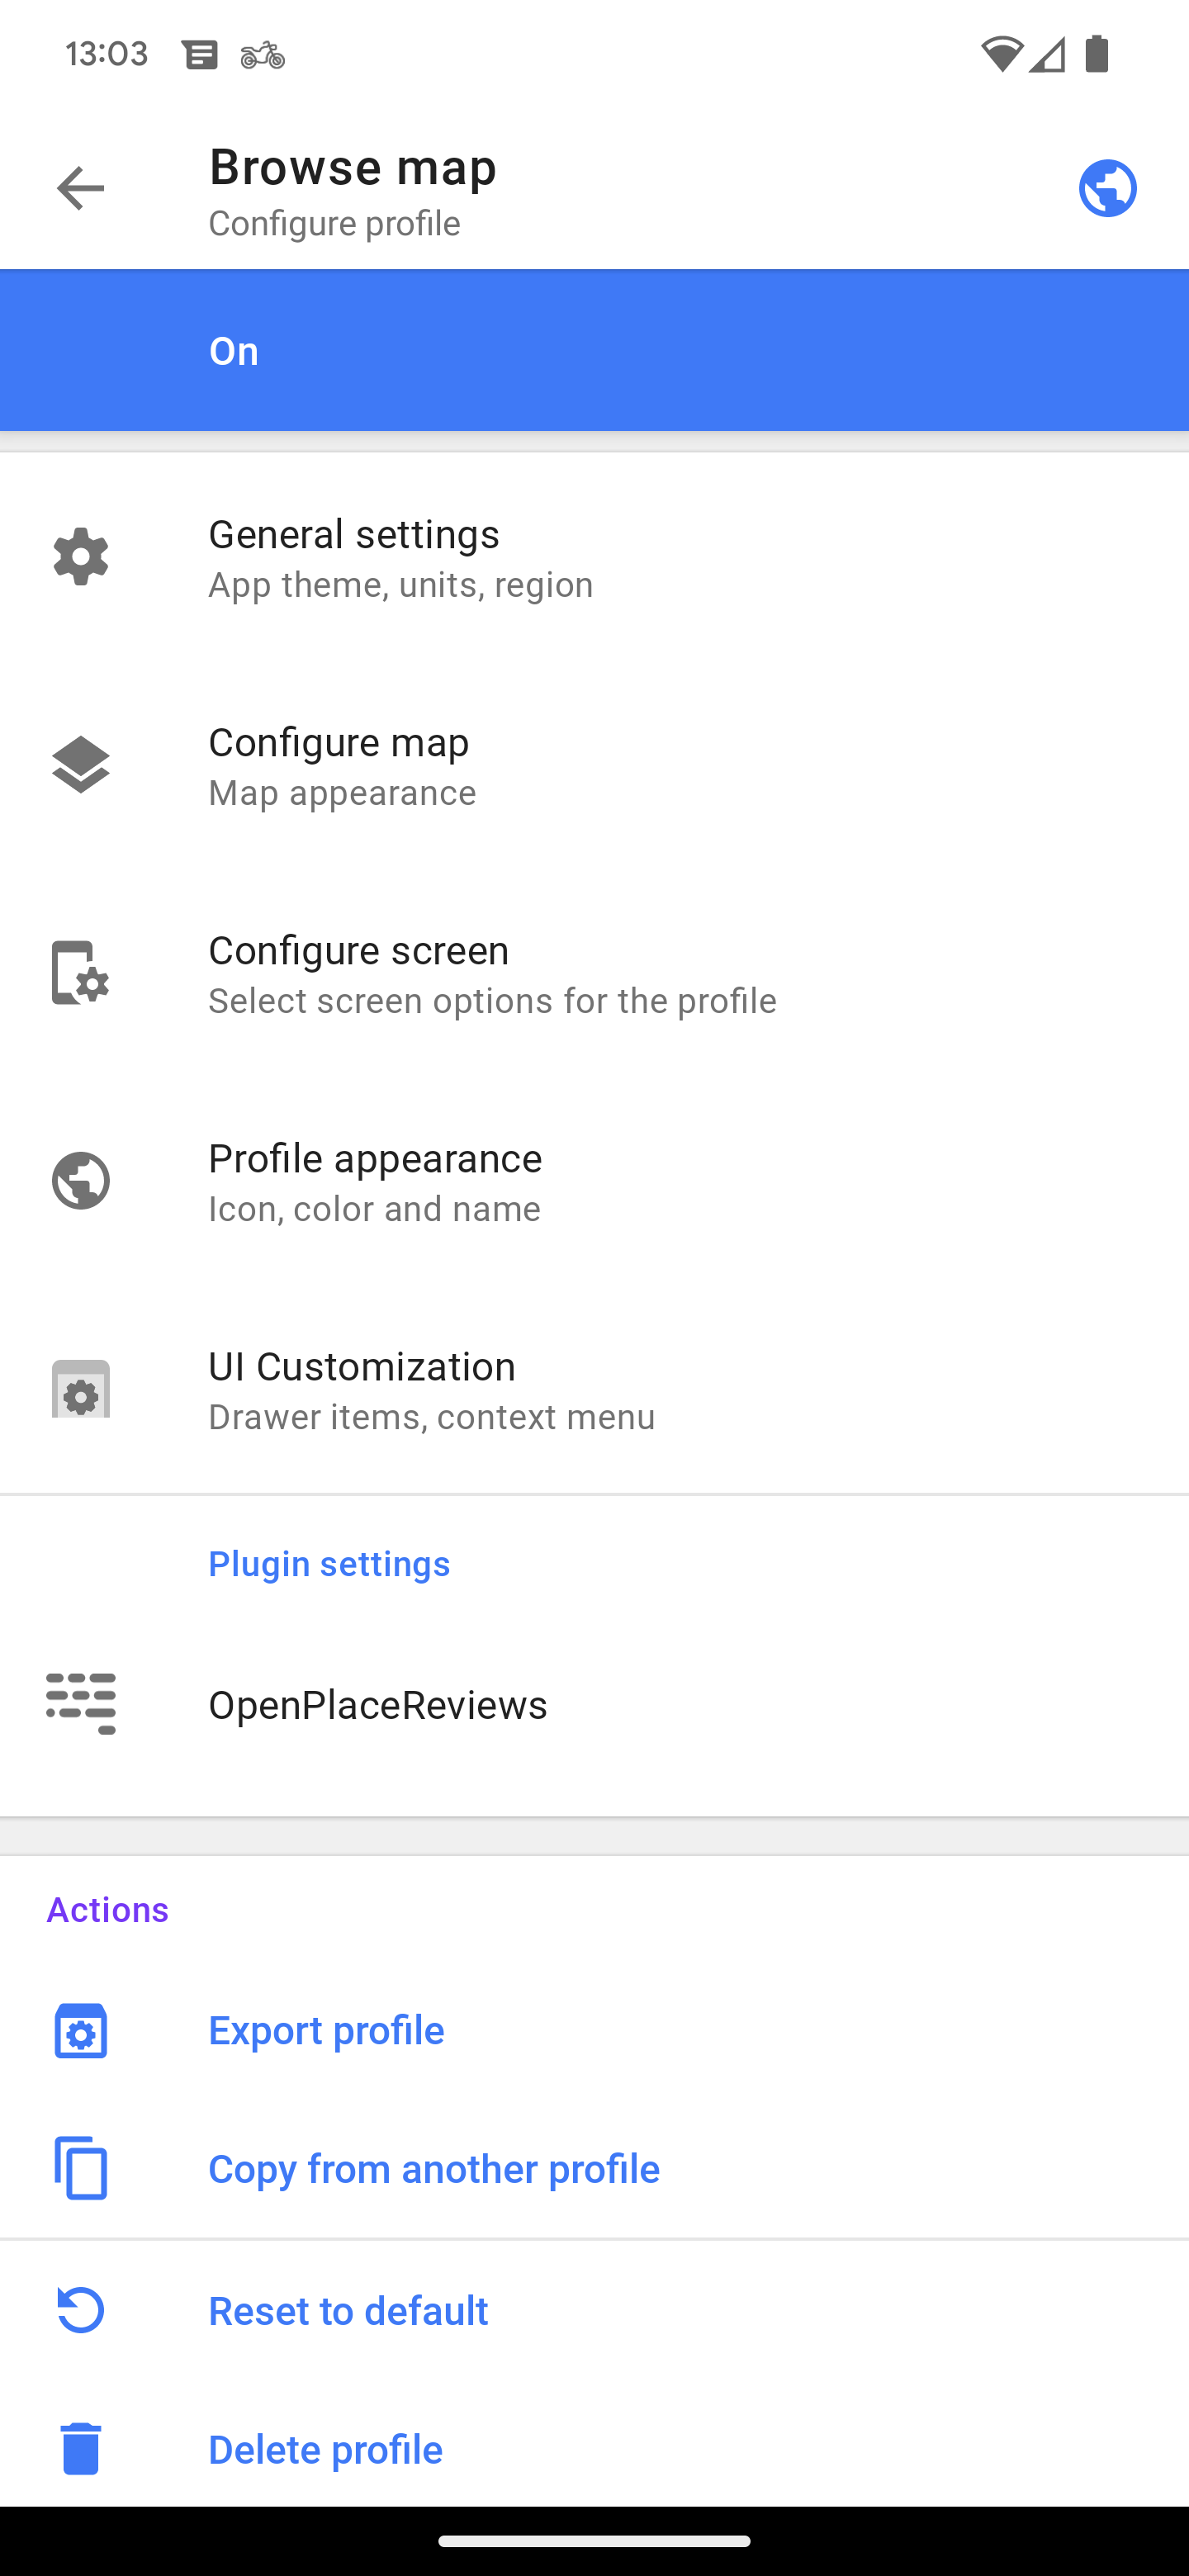 13:03
Browse map
Configure profile
On
General settings
App theme, units, region
Configure map
Map appearance
Configure screen
Select screen options for the profile
Profile appearance
Icon, color and name
UI Customization
Drawer items, context menu
Plugin settings
OpenPlaceReviews
Actions
Export profile
Copy from another profile
Reset to default
Delete profile